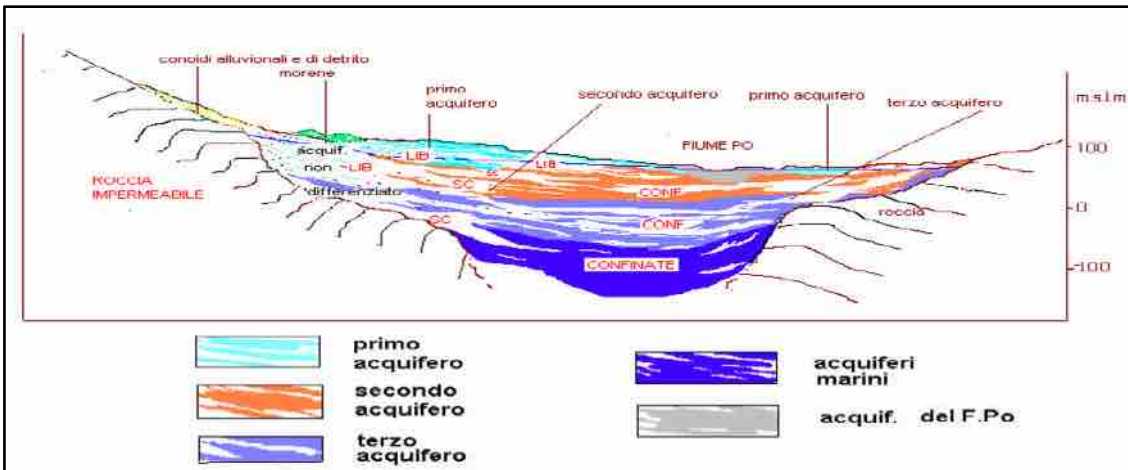 conoidi alluvionali e di detrito
morene
primo
acquifero
secondo acquifero
primo acquifero
terzo acquifero
m.s.l.m
FIUME PO
100
acquif.
LIB
LIB
non
LIB
ROCCIA
IMPERMEABILE
differenziato
SC
SC
CONF
0
roccia
SC
CONF
CONFINATE
-100
primo
acquifero
acquiferi
marini
secondo
acquifero
acquif. del F.Po
terzo
acquifero